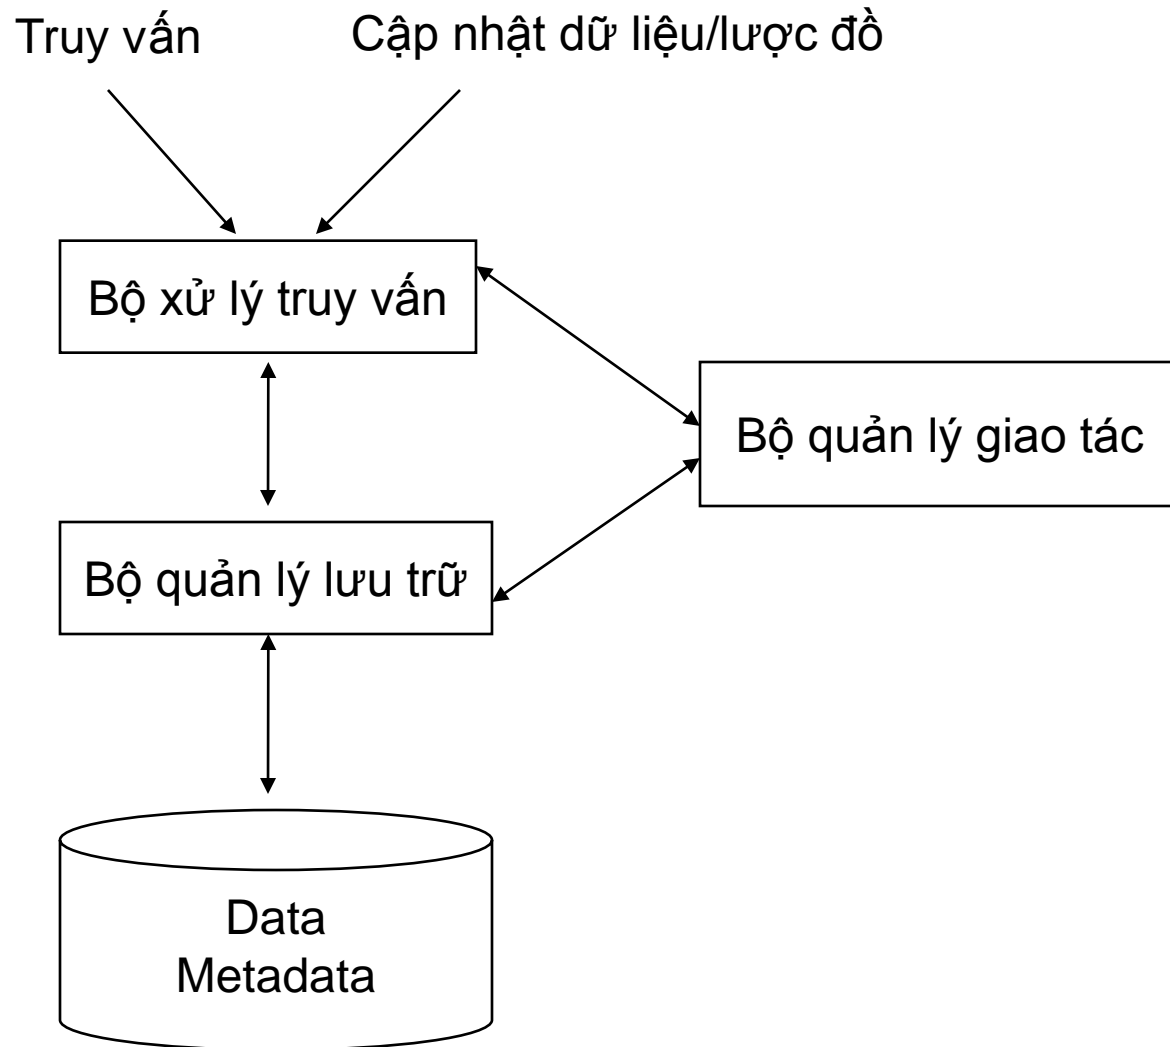 Truy vấn
Cập nhật dữ liệu/lược đồ
Bộ xử lý truy vấn
Bộ quản lý giao tác
Bộ quản lý lưu trữ
Data
Metadata